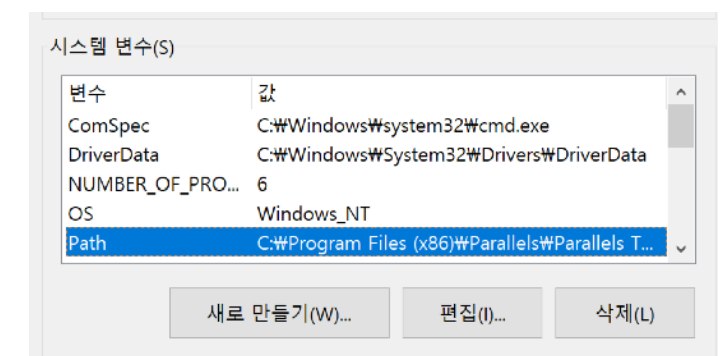 시스템 변수(S)
변수 값
ComSpec C:₩Windows₩system32₩cmd.exe
DriverData C:₩Windows₩System32₩Drivers₩DriverData
NUMBER_OF_PRO... 6
OS Windows_NT
Path C:₩Program Files (x86)₩Parallels₩Parallels T...
새로 만들기(W)... 편집(I)... 삭제(L)